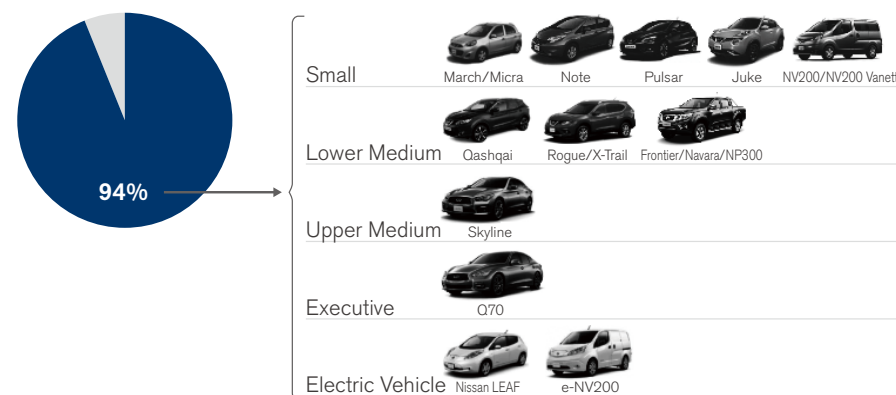 94%
Small
March/Micra Note Pulsar Juke NV200/NV200
Lower Medium Qashqai Rogue/X-Trail Frontier/Navara/NP300
Upper Medium Skyline
Executive Q70
Electric Vehicle Nissan LEAF e-NV200